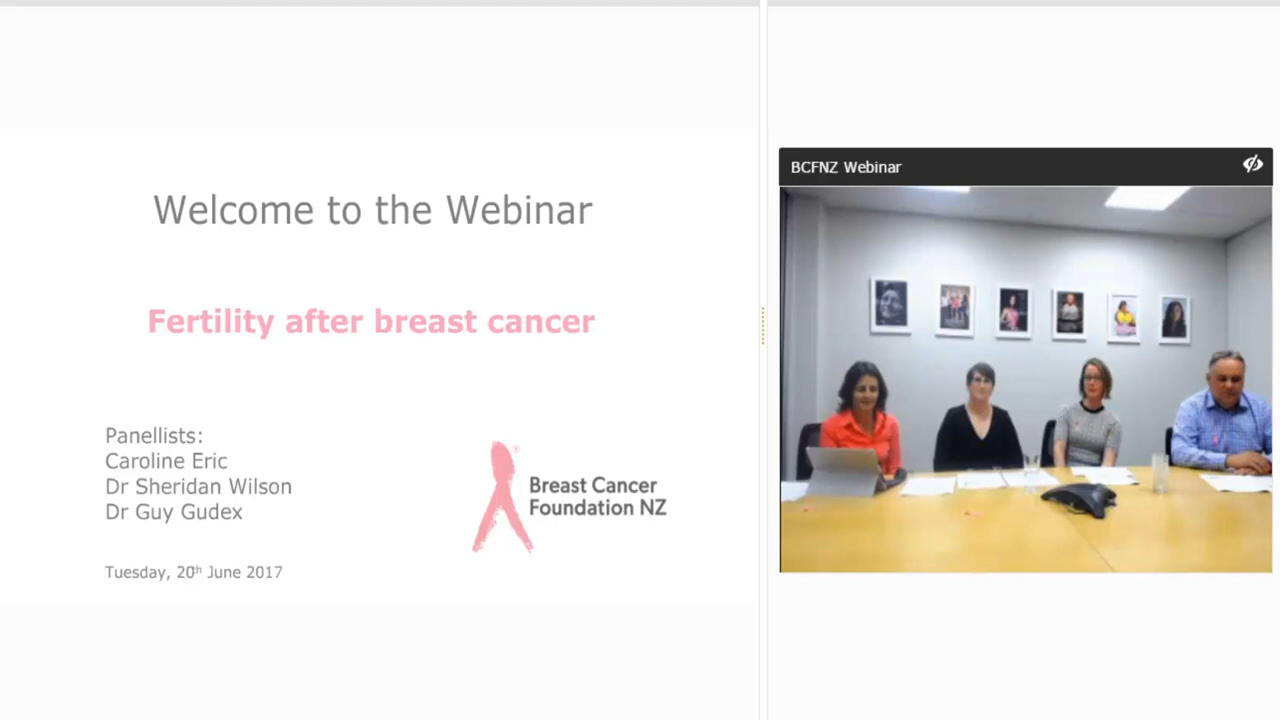 Welcome to the Webinar
Fertility after breast cancer
Panellists:
Caroline Eric
Dr Sheridan Wilson
Dr Guy Gudex
Tuesday, 20th June 2017
®
Breast Cancer
Foundation NZ
BCFNZ Webinar